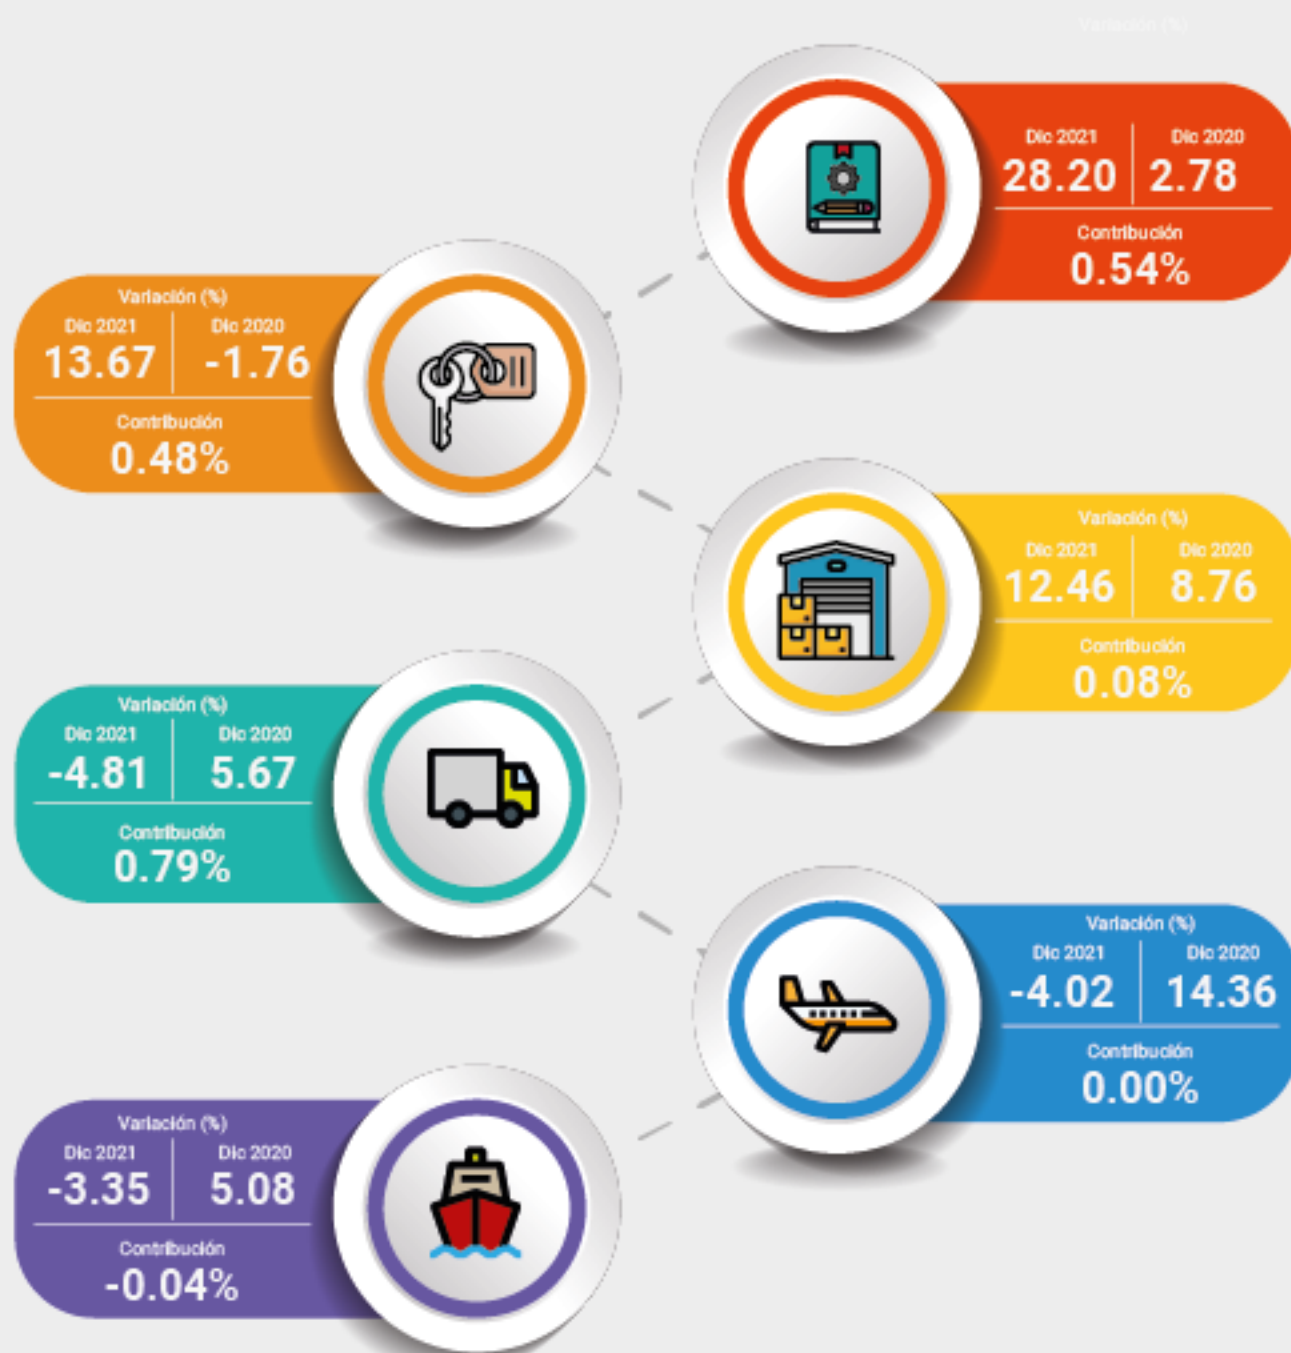 Variación (%)
Dic 2021 Dic 2020
28.20 2.78
Contribución
0.54%
Variación (%)
Dic 2021 Dic 2020
13.67 -1.76
Contribución
0.48%
Variación (%)
Dic 2021 Dic 2020
12.46 8.76
Contribución
0.08%
Variación (%)
Dic 2021 Dic 2020
-4.81 5.67
Contribución
0.79%
Variación (%)
Dic 2021 Dic 2020
-4.02 14.36
Contribución
0.00%
Variación (%)
Dic 2021 Dic 2020
-3.35 5.08
Contribución
-0.04%